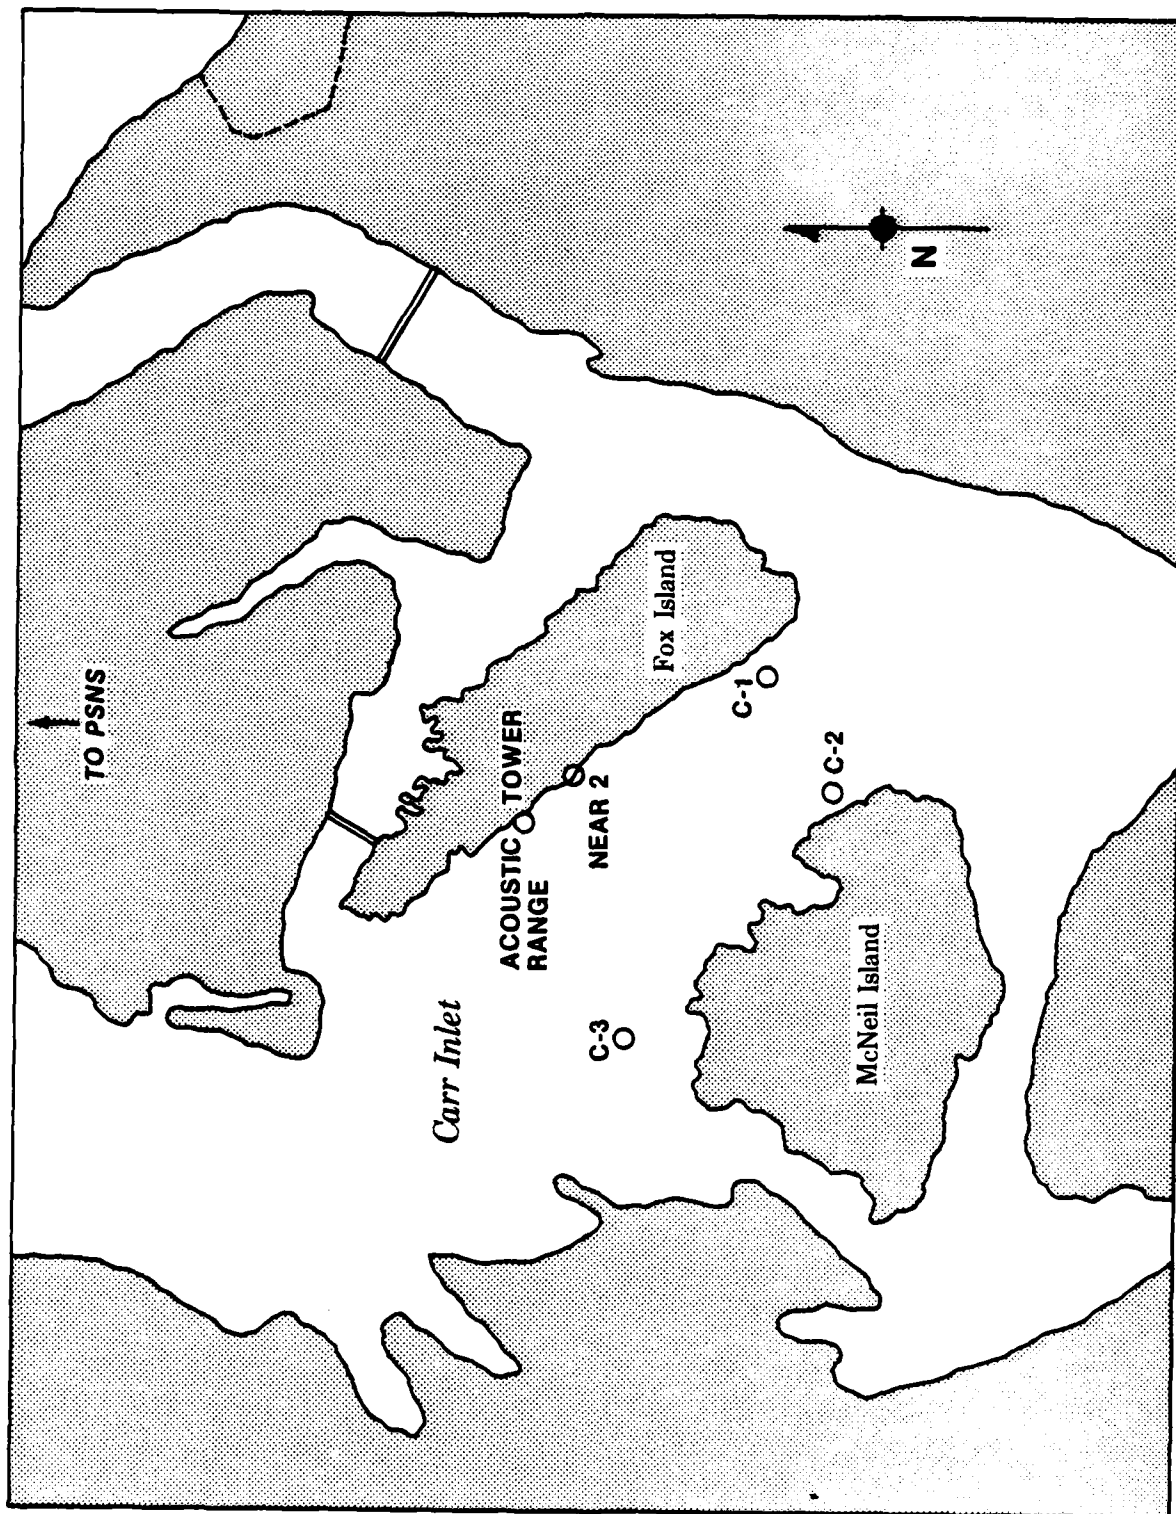 TO PSNS
Carr Inlet
ACOUSTIC TOWER
RANGE
NEAR 2
Fox Island
C-1
C-2
C-3
McNeil Island
N